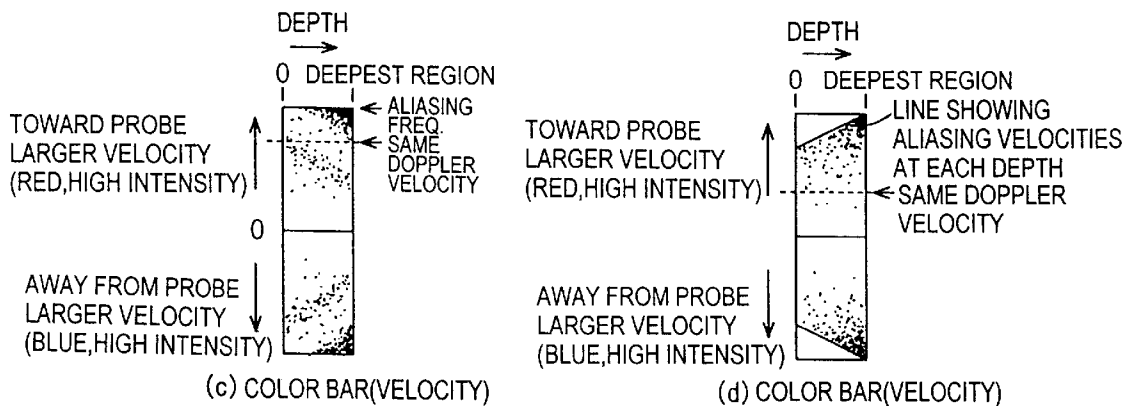 DEPTH
0 DEEPEST REGION
TOWARD PROBE
LARGER VELOCITY
(RED,HIGH INTENSITY)
ALIASING
FREQ.
SAME
DOPPLER
VELOCITY
0
AWAY FROM PROBE
LARGER VELOCITY
(BLUE,HIGH INTENSITY)
(c) COLOR BAR(VELOCITY)
DEPTH
0 DEEPEST REGION
TOWARD PROBE
LARGER VELOCITY
(RED,HIGH INTENSITY)
LINE SHOWING
ALIASING VELOCITIES
AT EACH DEPTH
SAME DOPPLER
VELOCITY
AWAY FROM PROBE
LARGER VELOCITY
(BLUE,HIGH INTENSITY)
(d) COLOR BAR(VELOCITY)